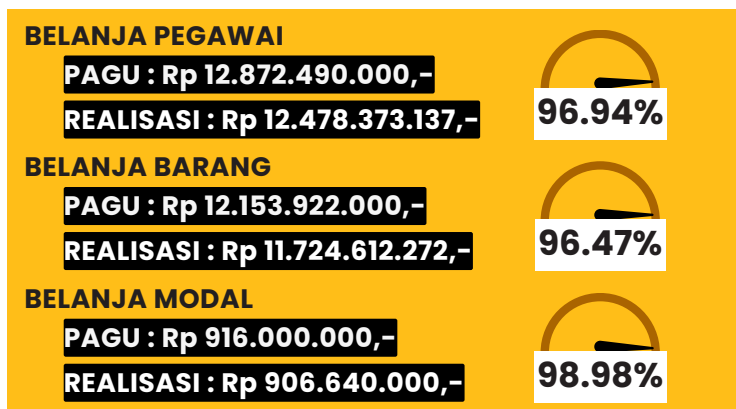 BELANJA PEGAWAI
PAGU : Rp 12.872.490.000,-
REALISASI : Rp 12.478.373.137,-
96.94%
BELANJA BARANG
PAGU : Rp 12.153.922.000,-
REALISASI : Rp 11.724.612.272,-
96.47%
BELANJA MODAL
PAGU : Rp 916.000.000,-
REALISASI : Rp 906.640.000,-
98.98%